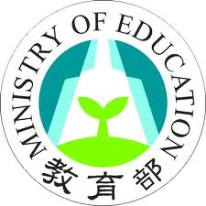 MINISTRY OF EDUCATION
教育部